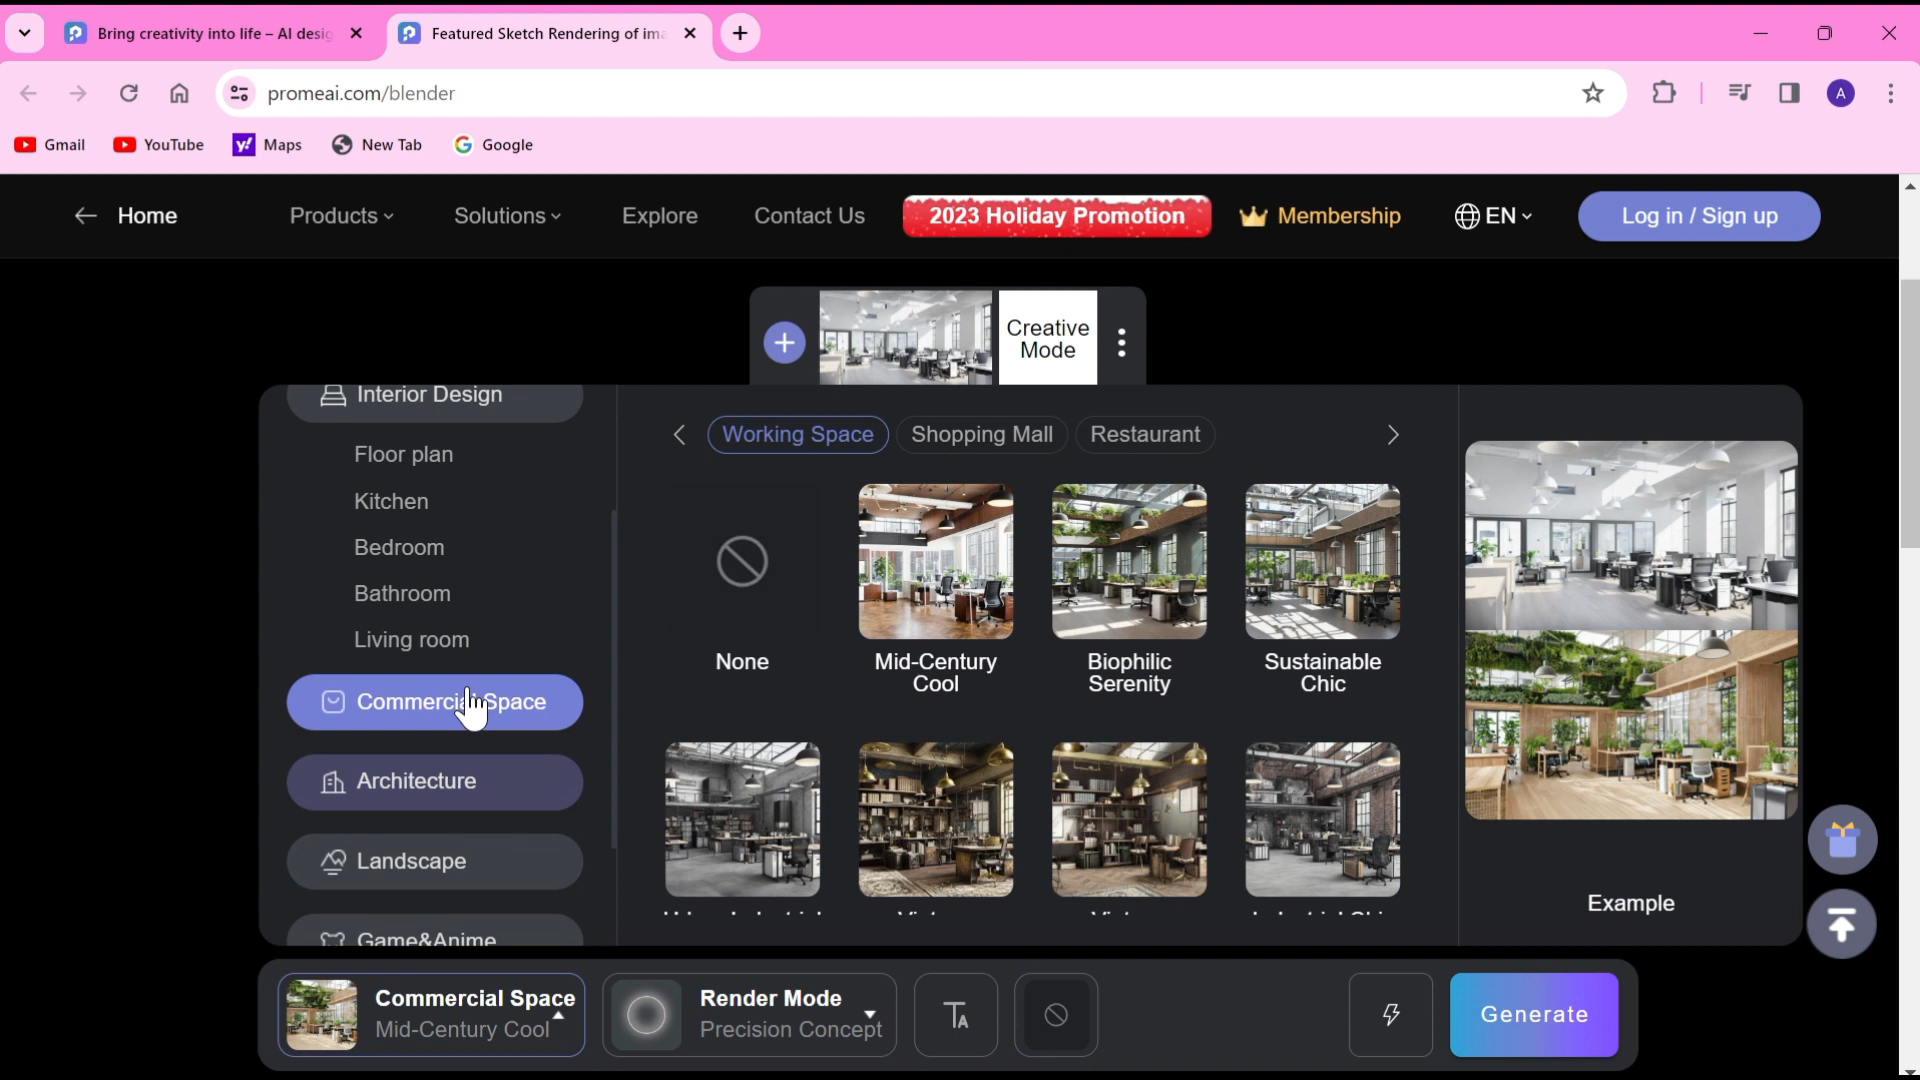 Bring creativity into life – AI desig
Featured Sketch Rendering of ima
promeai.com/blender
A
Gmail
YouTube
Maps
New Tab
Google
Home
Products
Solutions
Explore
Contact Us
2023 Holiday Promotion
Membership
EN
Log in / Sign up
Creative
Mode
Interior Design
Floor plan
Kitchen
Bedroom
Bathroom
Living room
Commercial Space
Architecture
Landscape
Game&Anime
Working Space
Shopping Mall
Restaurant
None
Mid-Century
Cool
Biophilic
Serenity
Sustainable
Chic
Example
Commercial Space
Mid-Century Cool
Render Mode
Precision Concept
Generate